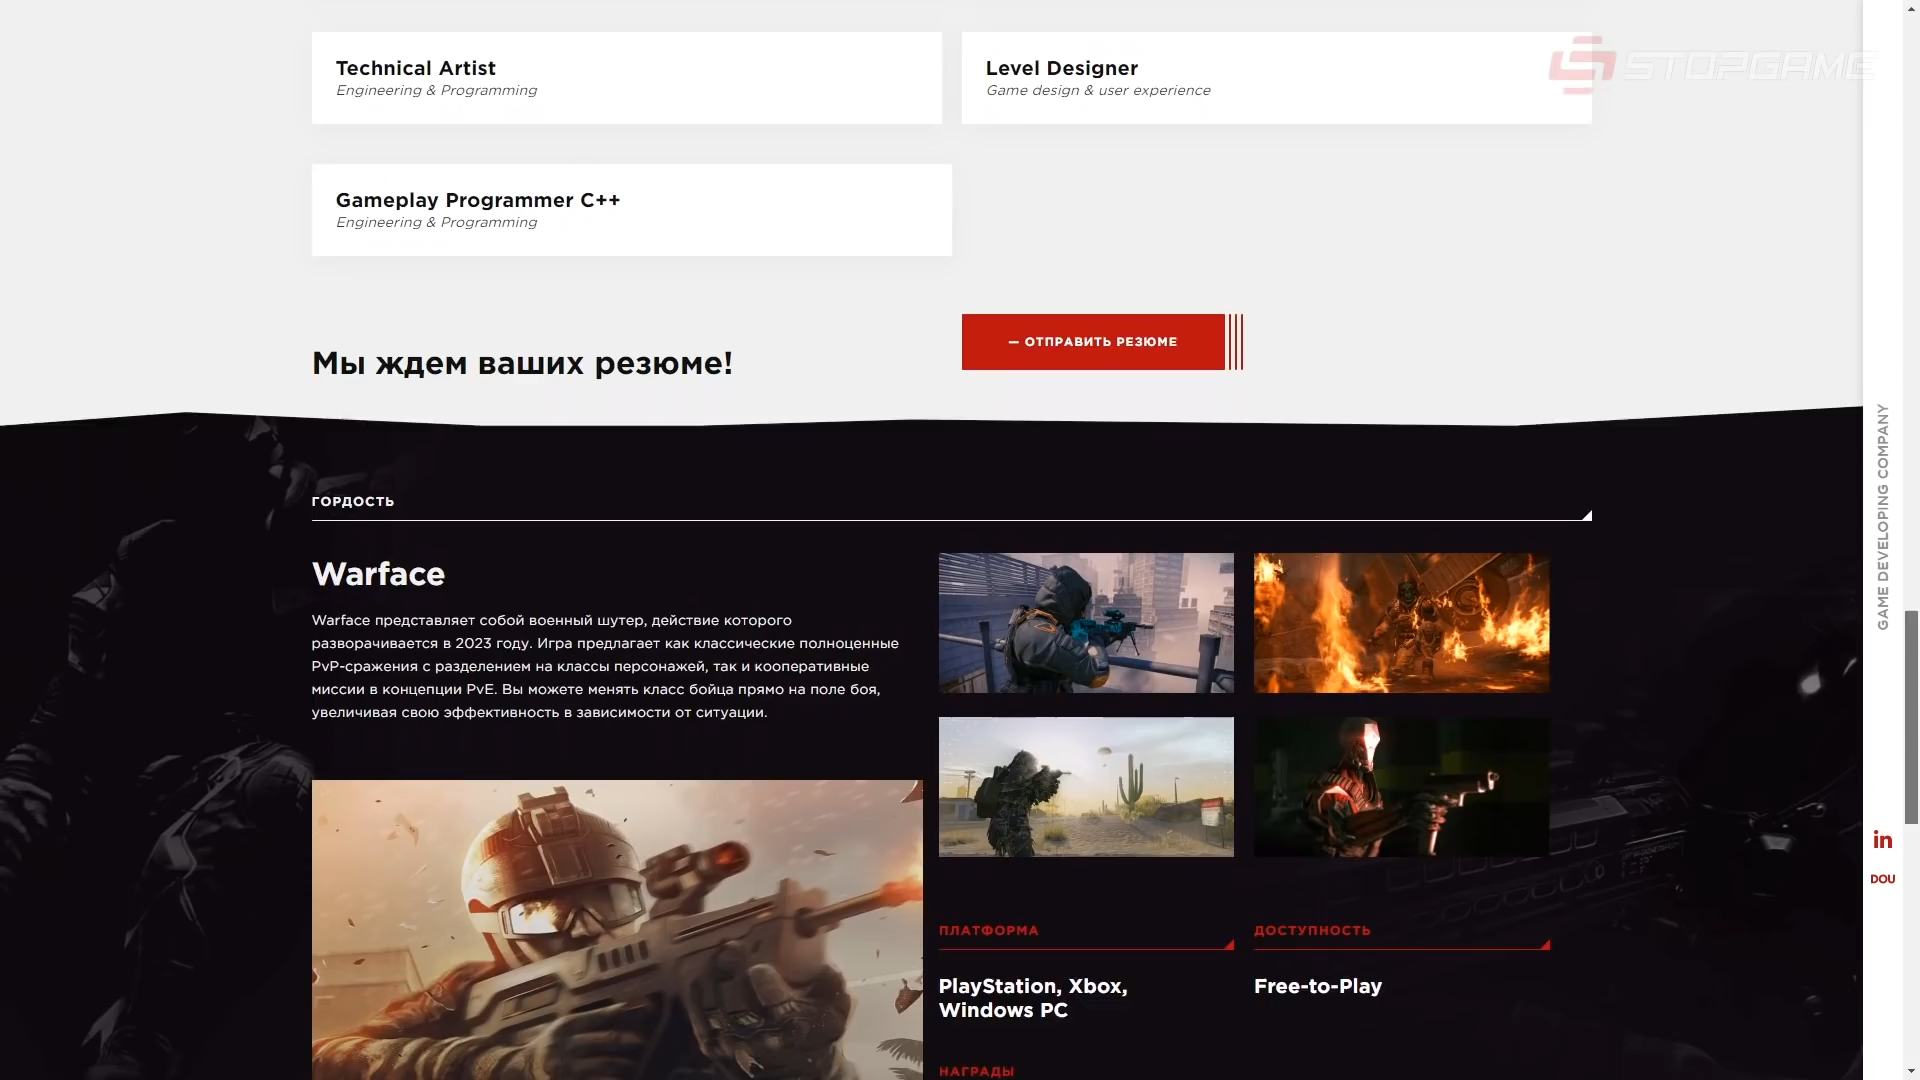 STOPGAME
Technical Artist
Engineering & Programming
Level Designer
Game design & user experience
Gameplay Programmer C++
Engineering & Programming
Мы ждем ваших резюме!
— ОТПРАВИТЬ РЕЗЮМЕ
ГОРДОСТЬ
Warface
Warface представляет собой военный шутер, действие которого
разворачивается в 2023 году. Игра предлагает как классические полноценные
PvP-сражения с разделением на классы персонажей, так и кооперативные
миссии в концепции PvE. Вы можете менять класс бойца прямо на поле боя,
увеличивая свою эффективность в зависимости от ситуации.
ПЛАТФОРМА
PlayStation, Xbox,
Windows PC
ДОСТУПНОСТЬ
Free-to-Play
НАГРАДЫ
GAME DEVELOPING COMPANY
in
DOU